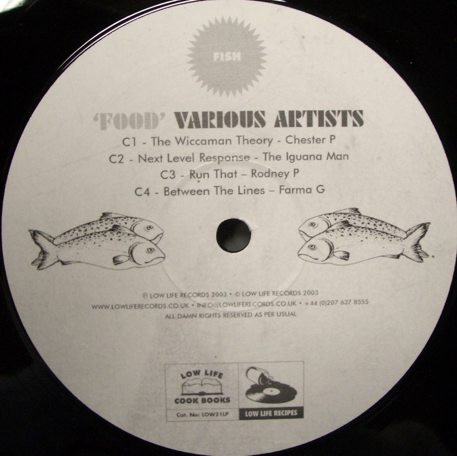 FISH
'FOOD' VARIOUS ARTISTS
C1 - The Wiccaman Theory - Chester P
C2 - Next Level Response - The Iguana Man
C3 - Run That – Rodney P
C4 - Between The Lines – Farma G
℗ LOW LIFE RECORDS 2003 • © LOW LIFE RECORDS 2003
WWW.LOWLIFERECORDS.CO.UK • INFO@LOWLIFERECORDS.CO.UK • +44 (0)207 627 8555
ALL DAMN RIGHTS RESERVED AS PER USUAL
LOW LIFE
COOK BOOKS
Cat. No: LOW31LP
LOW LIFE RECIPES